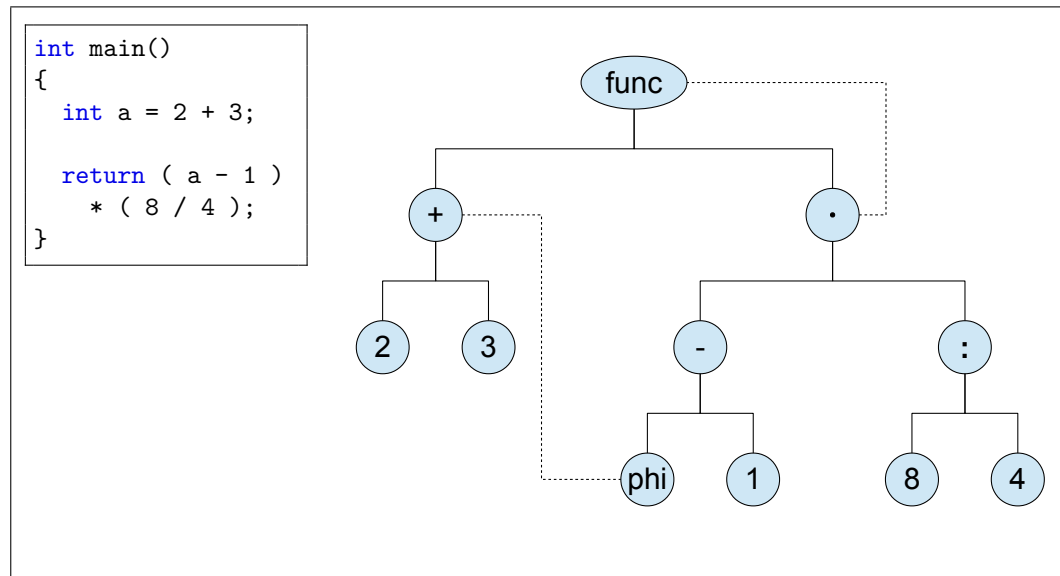 int main()
{
  int a = 2 + 3;
  return ( a - 1 )
    * ( 8 / 4 );
}
func
+ ·
2 3 - :
phi 1 8 4